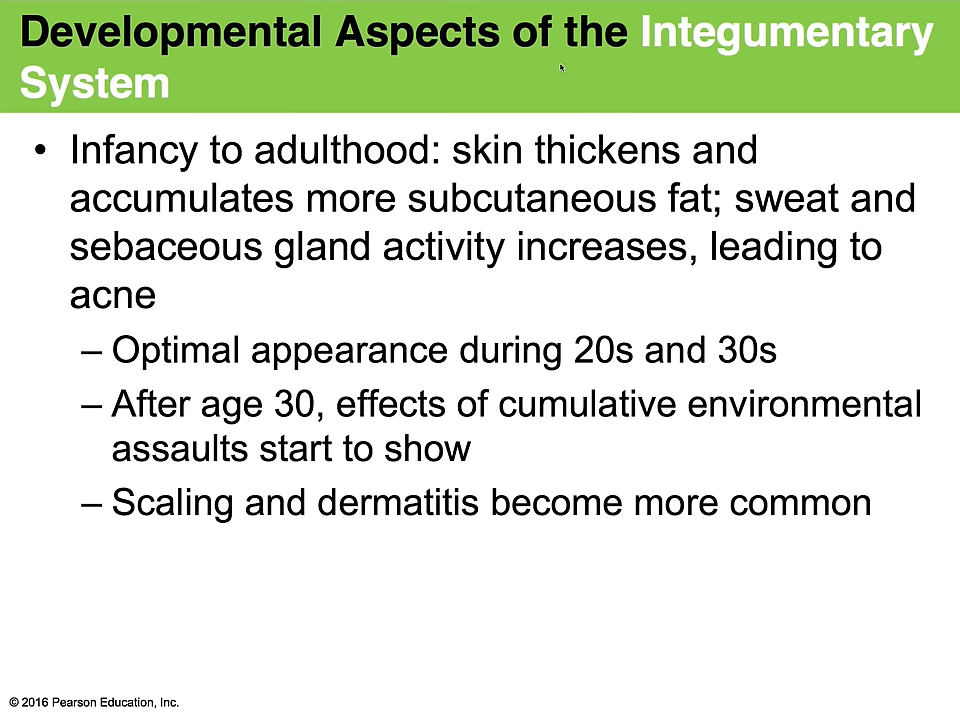 Developmental Aspects of the Integumentary
System
• Infancy to adulthood: skin thickens and
accumulates more subcutaneous fat; sweat and
sebaceous gland activity increases, leading to
acne
– Optimal appearance during 20s and 30s
– After age 30, effects of cumulative environmental
assaults start to show
– Scaling and dermatitis become more common
© 2016 Pearson Education, Inc.